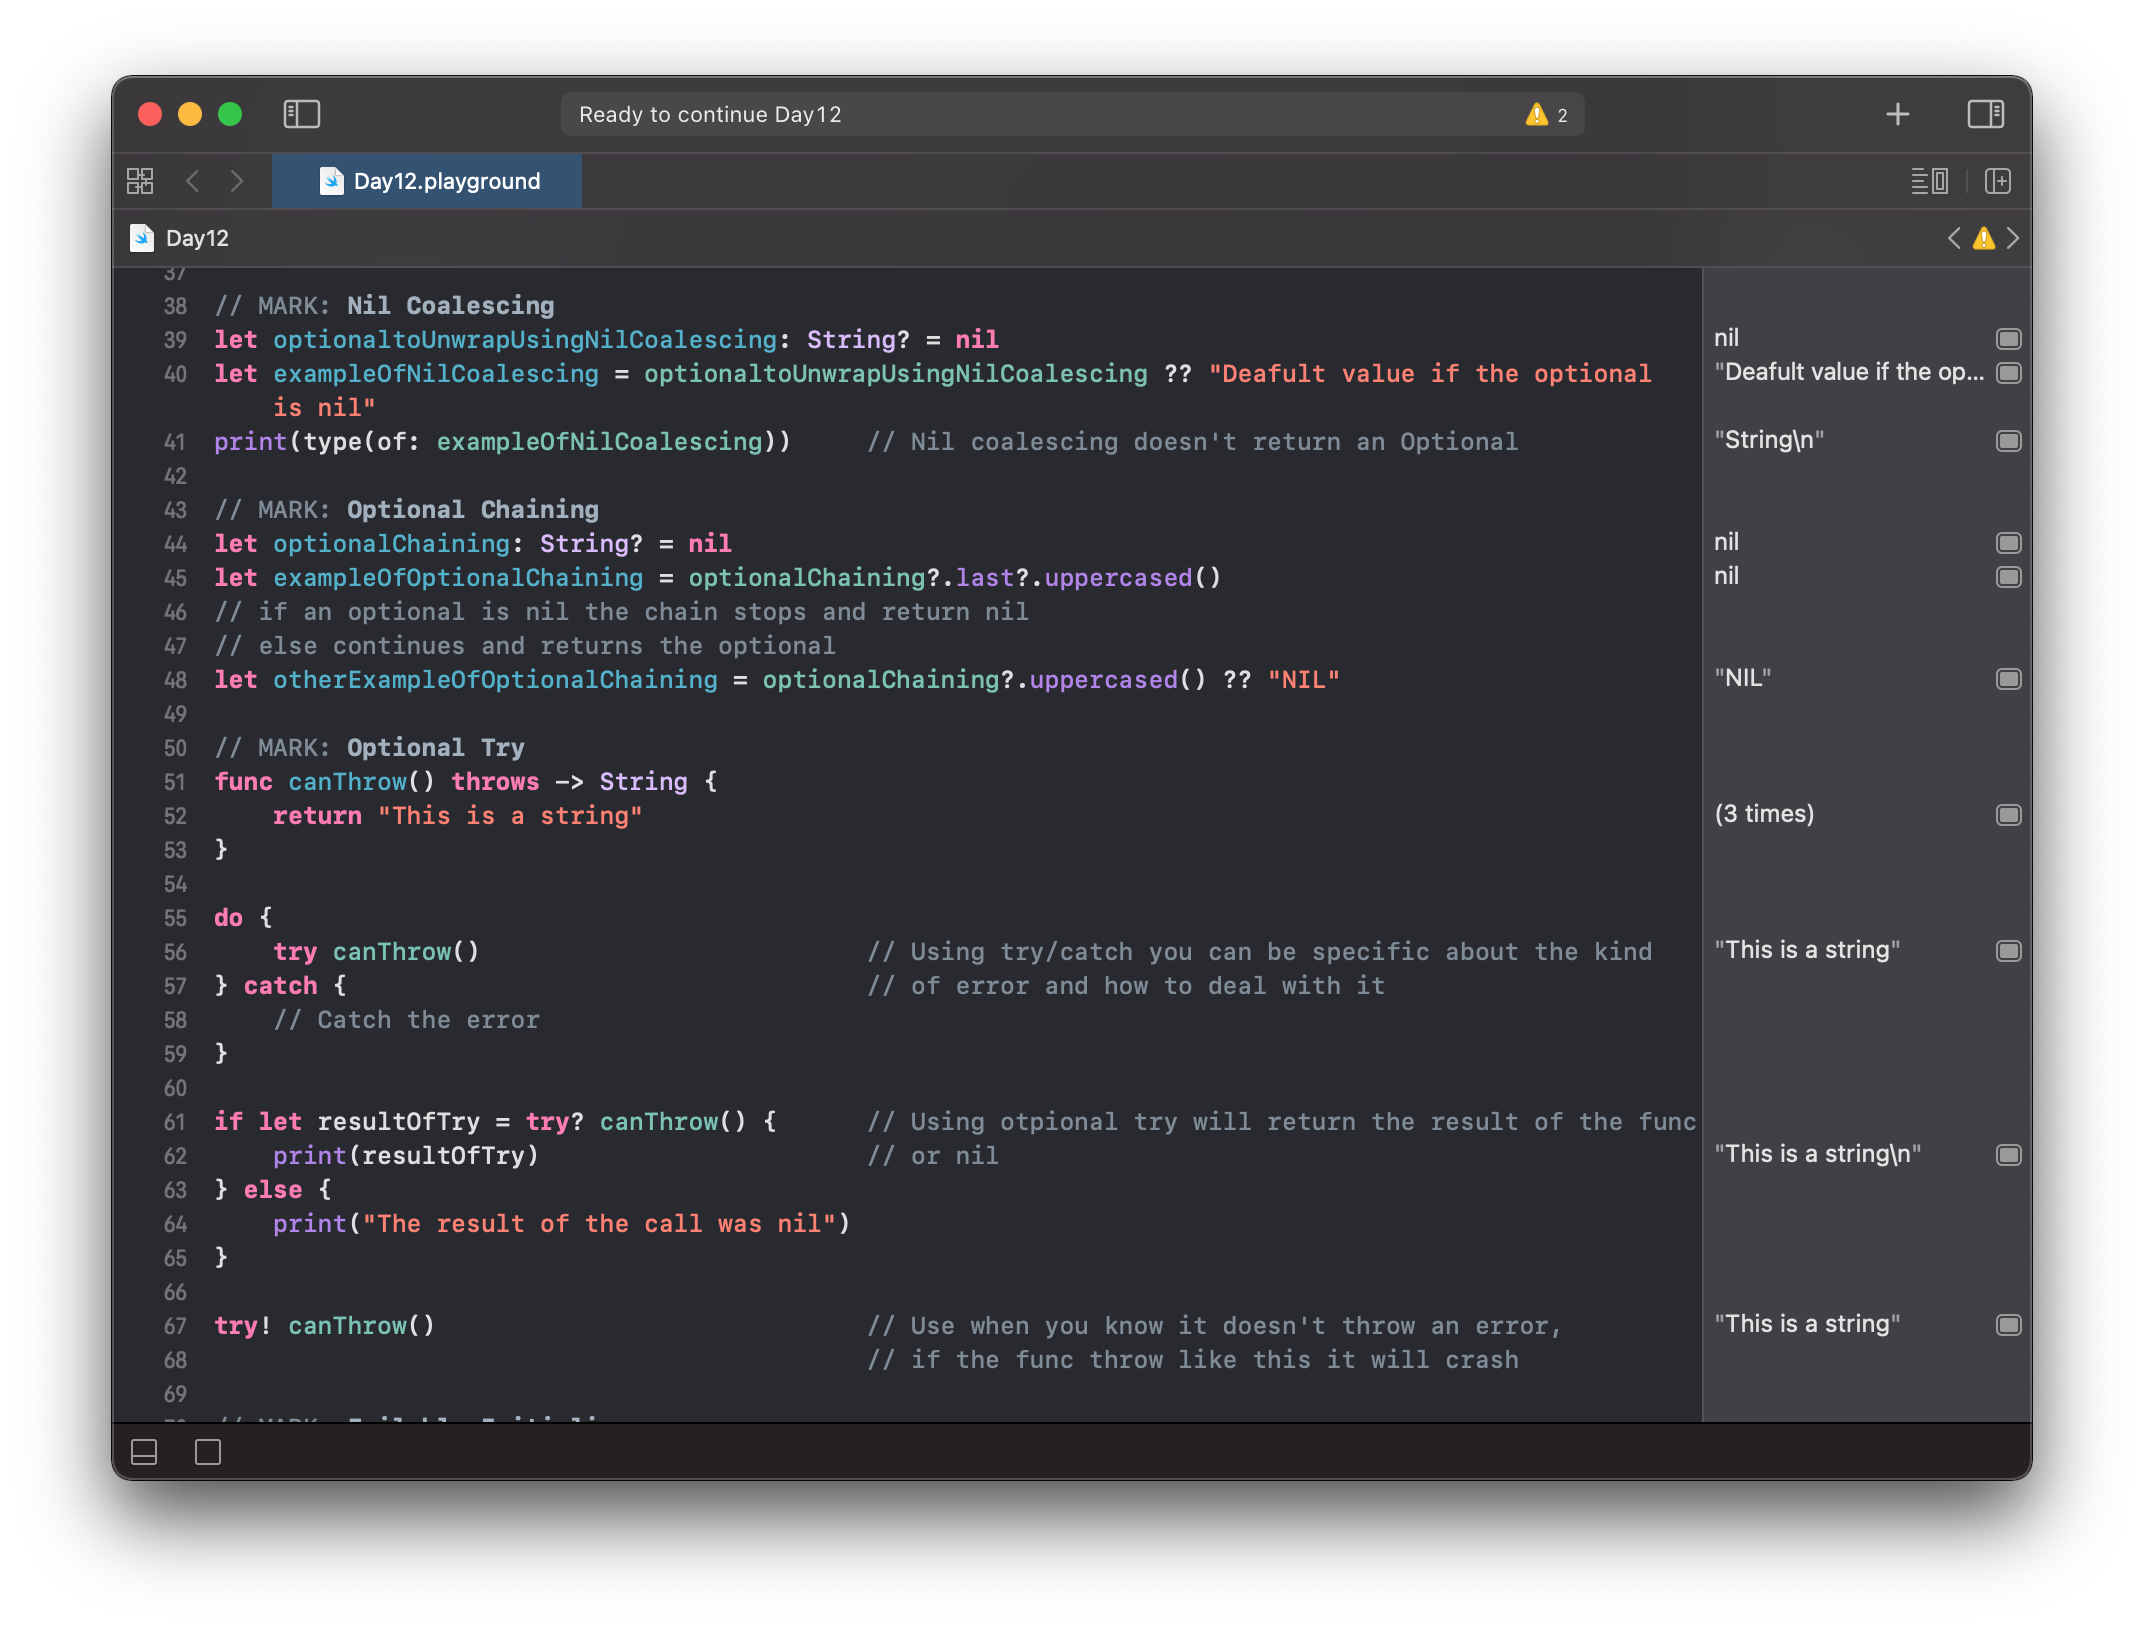 Ready to continue Day12 2
Day12.playground
Day12
37
38 // MARK: Nil Coalescing
39 let optionaltoUnwrapUsingNilCoalescing: String? = nil nil
40 let exampleOfNilCoalescing = optionaltoUnwrapUsingNilCoalescing ?? "Deafult value if the optional "Deafult value if the op...
is nil"
41 print(type(of: exampleOfNilCoalescing)) // Nil coalescing doesn't return an Optional "String\n"
42
43 // MARK: Optional Chaining
44 let optionalChaining: String? = nil nil
45 let exampleOfOptionalChaining = optionalChaining?.last?.uppercased() nil
46 // if an optional is nil the chain stops and return nil
47 // else continues and returns the optional
48 let otherExampleOfOptionalChaining = optionalChaining?.uppercased() ?? "NIL" "NIL"
49
50 // MARK: Optional Try
51 func canThrow() throws -> String {
52 return "This is a string" (3 times)
53 }
54
55 do {
56 try canThrow() // Using try/catch you can be specific about the kind "This is a string"
57 } catch { // of error and how to deal with it
58 // Catch the error
59 }
60
61 if let resultOfTry = try? canThrow() { // Using otpional try will return the result of the func
62 print(resultOfTry) // or nil "This is a string\n"
63 } else {
64 print("The result of the call was nil")
65 }
66
67 try! canThrow() // Use when you know it doesn't throw an error, "This is a string"
68 // if the func throw like this it will crash
69